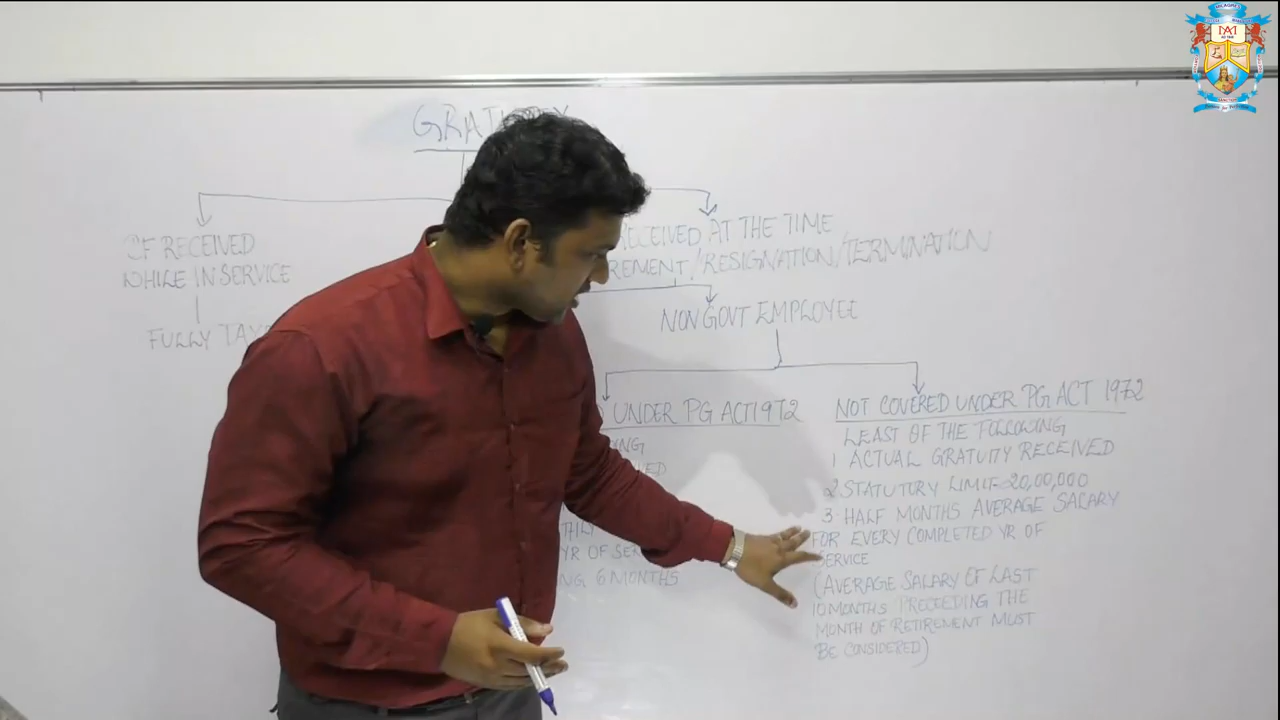 GRATUITY
IF RECEIVED
WHILE IN SERVICE
FULLY TAX
RECEIVED AT THE TIME
REMENT/RESIGNATION/TERMINATION
NON GOVT EMPLOYEE
UNDER PG ACT 1972
NOT COVERED UNDER PG ACT 1972
LEAST OF THE FOLLOWING
1 ACTUAL GRATUITY RECEIVED
2 STATUTORY LIMIT - 20,00,000
3 HALF MONTHS AVERAGE SALARY
FOR EVERY COMPLETED YR OF
SERVICE
(AVERAGE SALARY OF LAST
10 MONTHS PRECEDING THE
MONTH OF RETIREMENT MUST
BE CONSIDERED)
YR OF SER
NG 6 MONTHS